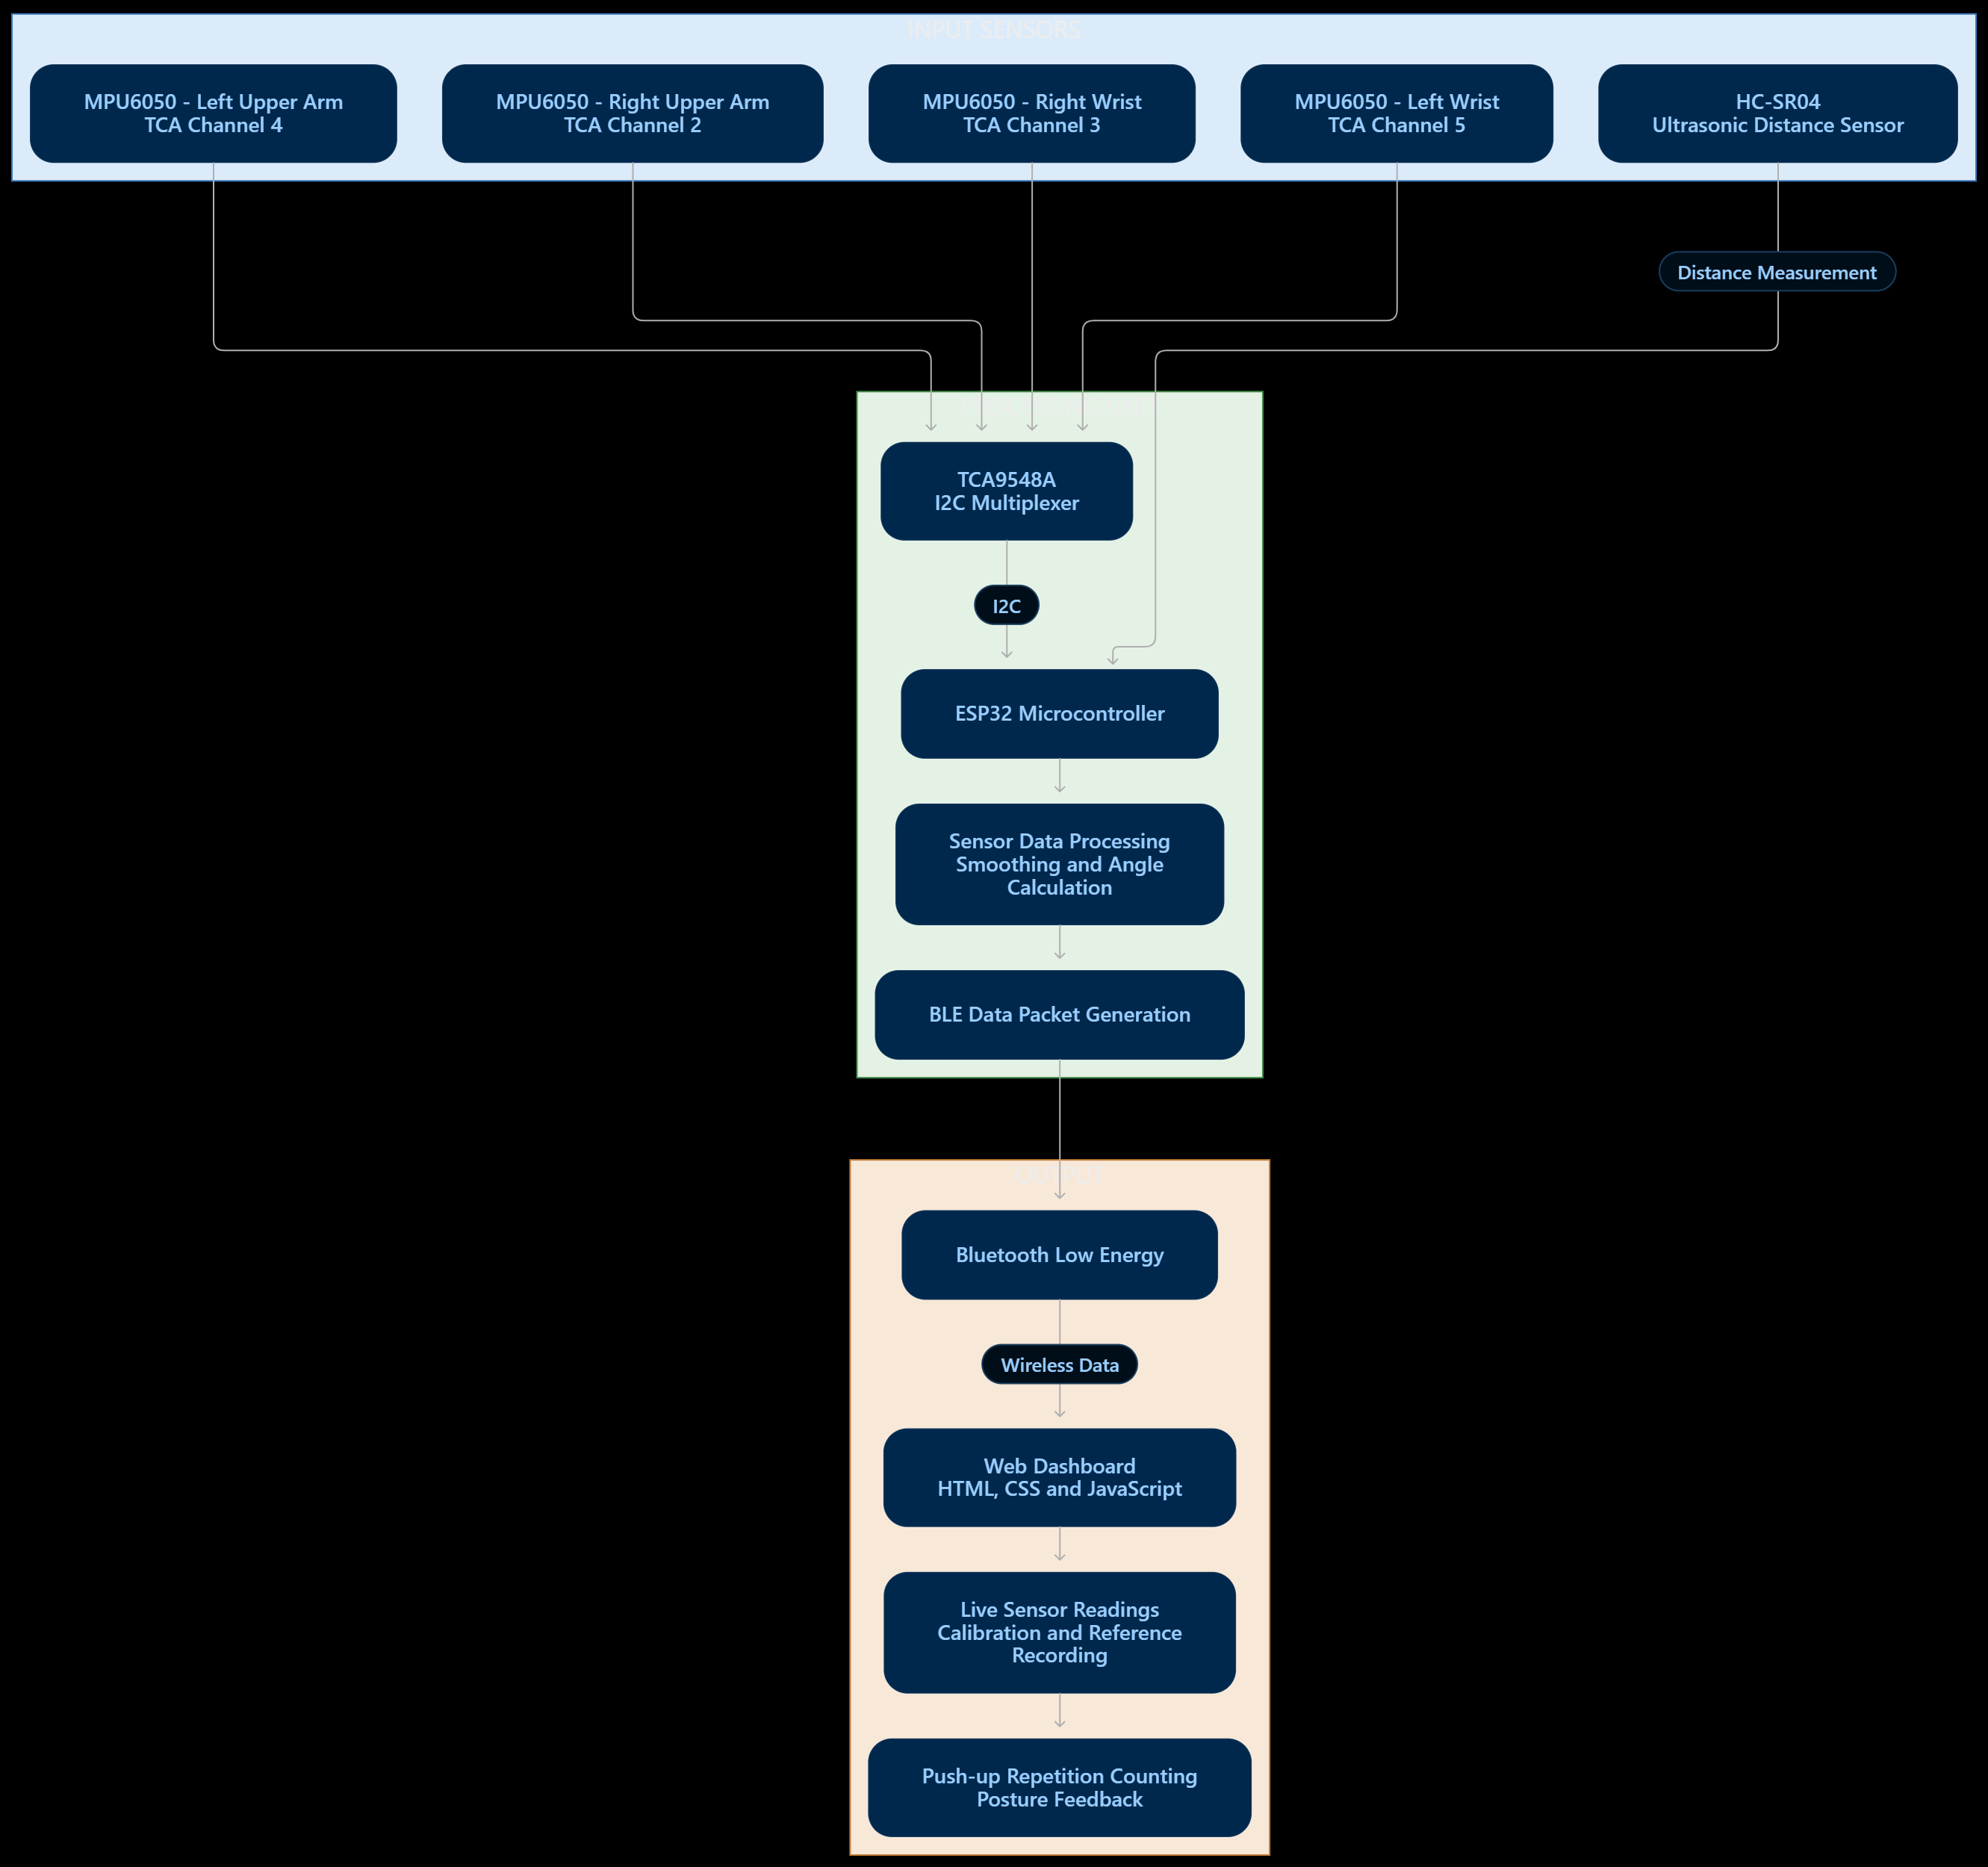 INPUT SENSORS
MPU6050 - Left Upper Arm
TCA Channel 4
MPU6050 - Right Upper Arm
TCA Channel 2
MPU6050 - Right Wrist
TCA Channel 3
MPU6050 - Left Wrist
TCA Channel 5
HC-SR04
Ultrasonic Distance Sensor
Distance Measurement
TCA9548A
I2C Multiplexer
I2C
ESP32 Microcontroller
Sensor Data Processing
Smoothing and Angle
Calculation
BLE Data Packet Generation
OUTPUT
Bluetooth Low Energy
Wireless Data
Web Dashboard
HTML, CSS and JavaScript
Live Sensor Readings
Calibration and Reference
Recording
Push-up Repetition Counting
Posture Feedback